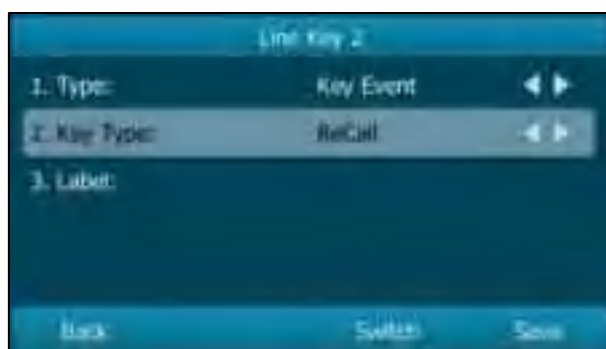 Line Key 2
1. Type: Key Event
2. Key Type: ReCall
3. Label:
Back Switch Save